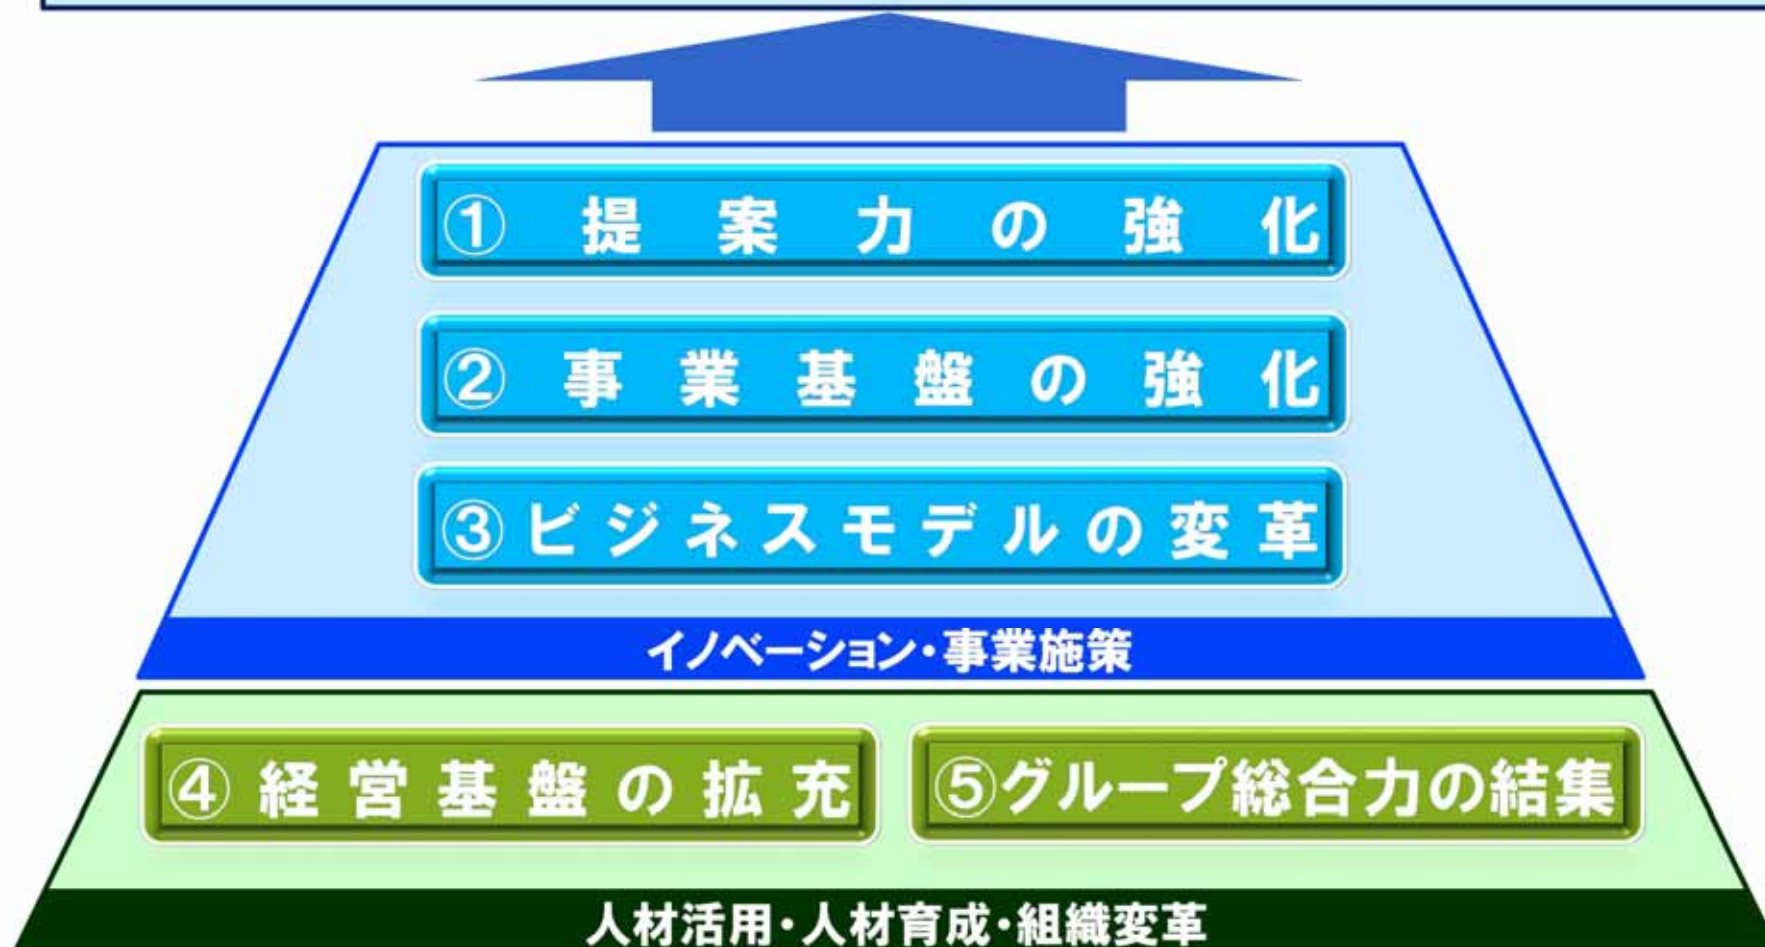 ①提案力の強化
②事業基盤の強化
③ビジネスモデルの変革
イノベーション・事業施策
④経営基盤の拡充
⑤グループ総合力の結集
人材活用・人材育成・組織変革